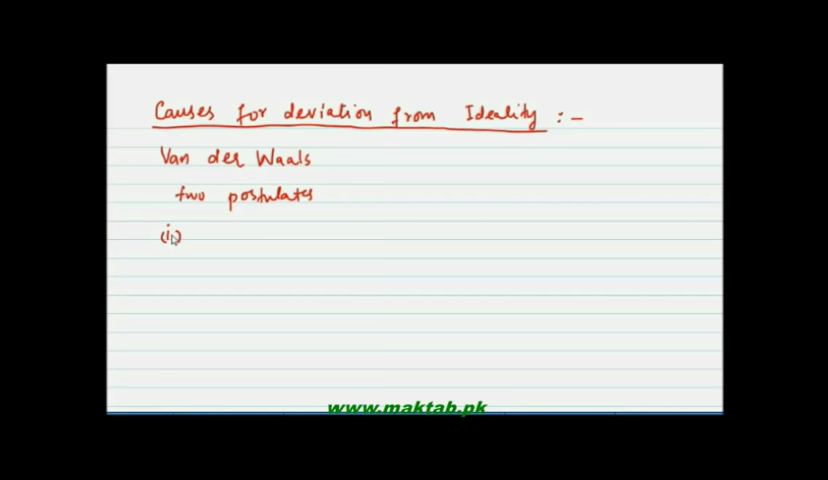 Causes for deviation from Ideality :-
Van der Waals
two postulates
(i)
www.maktab.pk